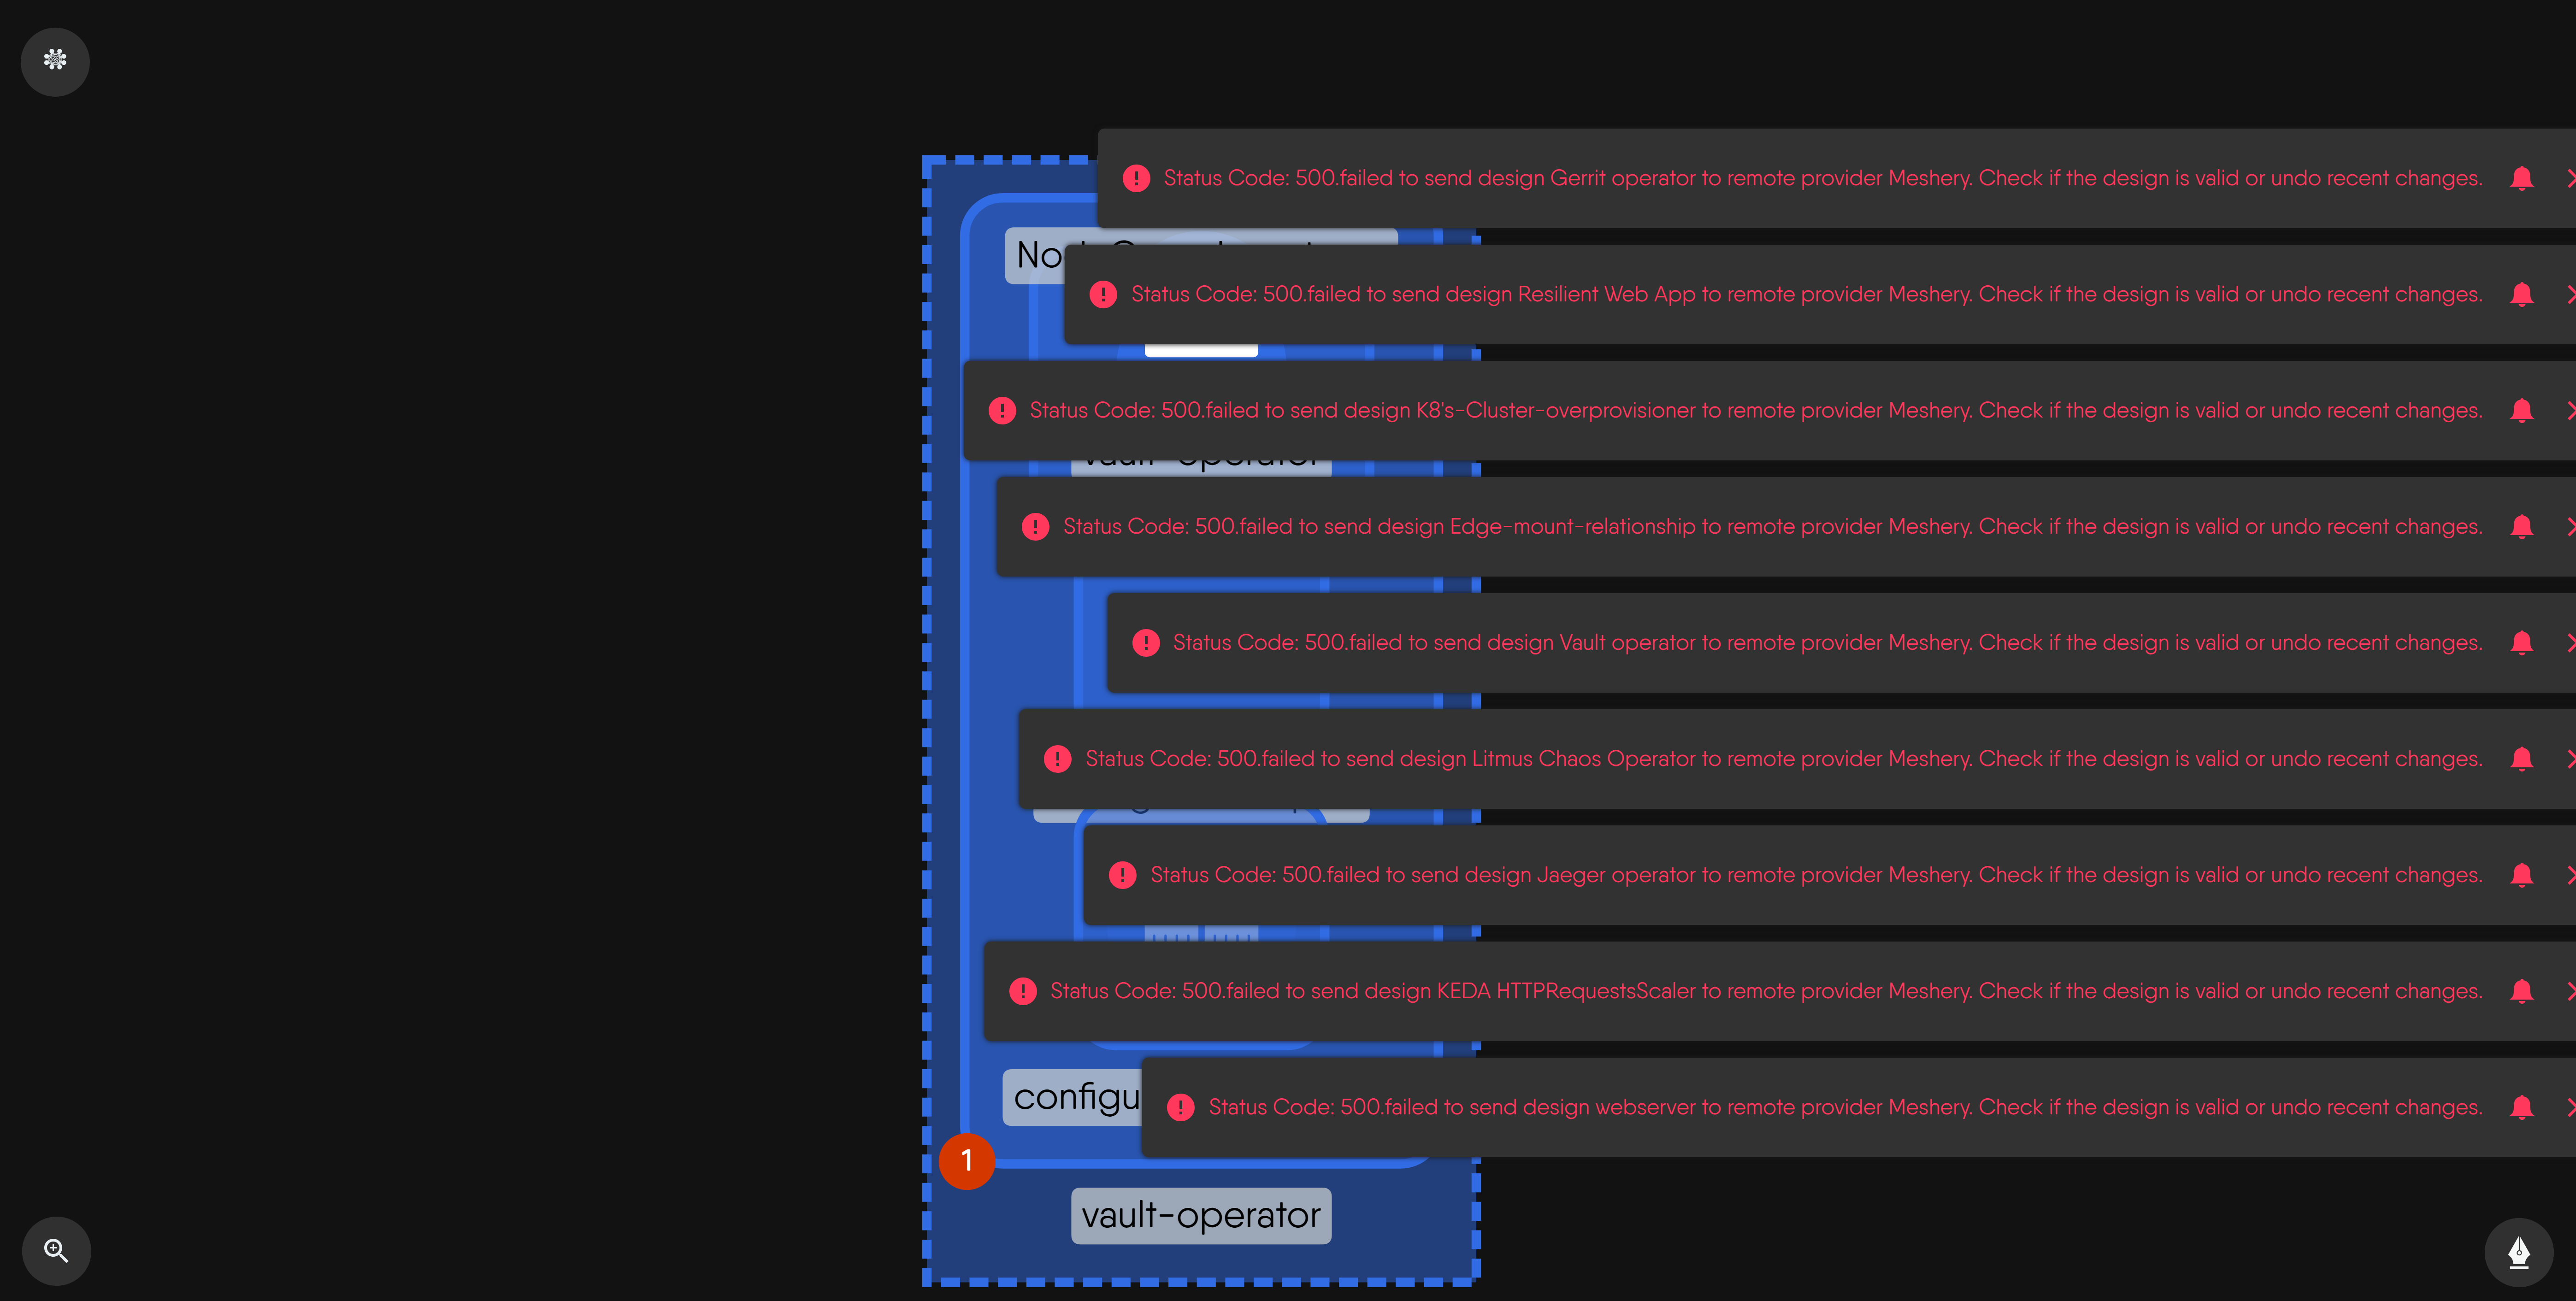 Status Code: 500.failed to send design Gerrit operator to remote provider Meshery. Check if the design is valid or undo recent changes.
Status Code: 500.failed to send design Resilient Web App to remote provider Meshery. Check if the design is valid or undo recent changes.
Status Code: 500.failed to send design K8's-Cluster-overprovisioner to remote provider Meshery. Check if the design is valid or undo recent changes.
vault-operator
Status Code: 500.failed to send design Edge-mount-relationship to remote provider Meshery. Check if the design is valid or undo recent changes.
Status Code: 500.failed to send design Vault operator to remote provider Meshery. Check if the design is valid or undo recent changes.
Status Code: 500.failed to send design Litmus Chaos Operator to remote provider Meshery. Check if the design is valid or undo recent changes.
Status Code: 500.failed to send design Jaeger operator to remote provider Meshery. Check if the design is valid or undo recent changes.
Status Code: 500.failed to send design KEDA HTTPRequestsScaler to remote provider Meshery. Check if the design is valid or undo recent changes.
configu
Status Code: 500.failed to send design webserver to remote provider Meshery. Check if the design is valid or undo recent changes.
1
vault-operator